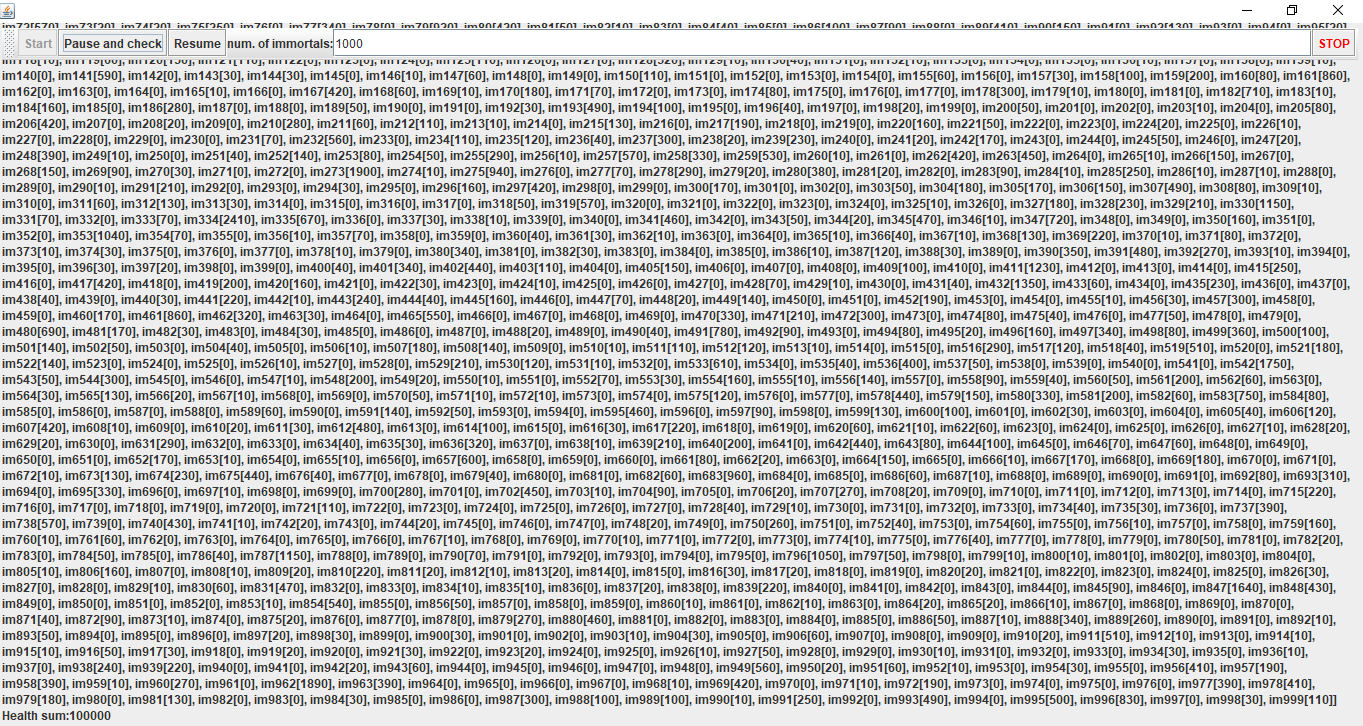 Start Pause and check Resume num. of immortals: 1000 STOP
im140[0], im141[590], im142[0], im143[30], im144[30], im145[0], im146[10], im147[60], im148[0], im149[0], im150[110], im151[0], im152[0], im153[0], im154[0], im155[60], im156[0], im157[30], im158[100], im159[200], im160[80], im161[860],
im162[0], im163[0], im164[0], im165[10], im166[0], im167[420], im168[60], im169[10], im170[180], im171[70], im172[0], im173[0], im174[80], im175[0], im176[0], im177[0], im178[300], im179[10], im180[0], im181[0], im182[710], im183[10],
im184[160], im185[0], im186[280], im187[0], im188[0], im189[50], im190[0], im191[0], im192[30], im193[490], im194[100], im195[0], im196[40], im197[0], im198[20], im199[0], im200[50], im201[0], im202[0], im203[10], im204[0], im205[80],
im206[420], im207[0], im208[20], im209[0], im210[280], im211[60], im212[110], im213[10], im214[0], im215[130], im216[0], im217[190], im218[0], im219[0], im220[160], im221[50], im222[0], im223[0], im224[20], im225[0], im226[10],
im227[0], im228[0], im229[0], im230[0], im231[70], im232[560], im233[0], im234[110], im235[120], im236[40], im237[300], im238[20], im239[230], im240[0], im241[20], im242[170], im243[0], im244[0], im245[50], im246[0], im247[20],
im248[390], im249[10], im250[0], im251[40], im252[140], im253[80], im254[50], im255[290], im256[10], im257[570], im258[330], im259[530], im260[10], im261[0], im262[420], im263[450], im264[0], im265[10], im266[150], im267[0],
im268[150], im269[90], im270[30], im271[0], im272[0], im273[1900], im274[10], im275[940], im276[0], im277[70], im278[290], im279[20], im280[380], im281[20], im282[0], im283[90], im284[10], im285[250], im286[10], im287[10], im288[0],
im289[0], im290[10], im291[210], im292[0], im293[0], im294[30], im295[0], im296[160], im297[420], im298[0], im299[0], im300[170], im301[0], im302[0], im303[50], im304[180], im305[170], im306[150], im307[490], im308[80], im309[10],
im310[0], im311[60], im312[130], im313[30], im314[0], im315[0], im316[0], im317[0], im318[50], im319[570], im320[0], im321[0], im322[0], im323[0], im324[0], im325[10], im326[0], im327[180], im328[230], im329[210], im330[1150],
im331[70], im332[0], im333[70], im334[2410], im335[670], im336[0], im337[30], im338[10], im339[0], im340[0], im341[460], im342[0], im343[50], im344[20], im345[470], im346[10], im347[720], im348[0], im349[0], im350[160], im351[0],
im352[0], im353[1040], im354[70], im355[0], im356[10], im357[70], im358[0], im359[0], im360[40], im361[30], im362[10], im363[0], im364[0], im365[10], im366[40], im367[10], im368[130], im369[220], im370[10], im371[80], im372[0],
im373[10], im374[30], im375[0], im376[0], im377[0], im378[10], im379[0], im380[340], im381[0], im382[30], im383[0], im384[0], im385[0], im386[10], im387[120], im388[30], im389[0], im390[350], im391[480], im392[270], im393[10], im394[0],
im395[0], im396[30], im397[20], im398[0], im399[0], im400[40], im401[340], im402[440], im403[110], im404[0], im405[150], im406[0], im407[0], im408[0], im409[100], im410[0], im411[1230], im412[0], im413[0], im414[0], im415[250],
im416[0], im417[420], im418[0], im419[200], im420[160], im421[0], im422[30], im423[0], im424[10], im425[0], im426[0], im427[0], im428[70], im429[10], im430[0], im431[40], im432[1350], im433[60], im434[0], im435[230], im436[0], im437[0],
im438[40], im439[0], im440[30], im441[220], im442[10], im443[240], im444[40], im445[160], im446[0], im447[70], im448[20], im449[140], im450[0], im451[0], im452[190], im453[0], im454[0], im455[10], im456[30], im457[300], im458[0],
im459[0], im460[170], im461[860], im462[320], im463[30], im464[0], im465[550], im466[0], im467[0], im468[0], im469[0], im470[330], im471[210], im472[300], im473[0], im474[80], im475[40], im476[0], im477[50], im478[0], im479[0],
im480[690], im481[170], im482[30], im483[0], im484[30], im485[0], im486[0], im487[0], im488[20], im489[0], im490[40], im491[780], im492[90], im493[0], im494[80], im495[20], im496[160], im497[340], im498[80], im499[360], im500[100],
im501[140], im502[50], im503[0], im504[40], im505[0], im506[10], im507[180], im508[140], im509[0], im510[10], im511[110], im512[120], im513[10], im514[0], im515[0], im516[290], im517[120], im518[40], im519[510], im520[0], im521[180],
im522[140], im523[0], im524[0], im525[0], im526[10], im527[0], im528[0], im529[210], im530[120], im531[10], im532[0], im533[610], im534[0], im535[40], im536[400], im537[50], im538[0], im539[0], im540[0], im541[0], im542[1750],
im543[50], im544[300], im545[0], im546[0], im547[10], im548[200], im549[20], im550[10], im551[0], im552[70], im553[30], im554[160], im555[10], im556[140], im557[0], im558[90], im559[40], im560[50], im561[200], im562[60], im563[0],
im564[30], im565[130], im566[20], im567[10], im568[0], im569[0], im570[50], im571[10], im572[10], im573[0], im574[0], im575[120], im576[0], im577[0], im578[440], im579[150], im580[330], im581[200], im582[60], im583[750], im584[80],
im585[0], im586[0], im587[0], im588[0], im589[60], im590[0], im591[140], im592[50], im593[0], im594[0], im595[460], im596[0], im597[90], im598[0], im599[130], im600[100], im601[0], im602[30], im603[0], im604[0], im605[40], im606[120],
im607[420], im608[10], im609[0], im610[20], im611[30], im612[480], im613[0], im614[100], im615[0], im616[30], im617[220], im618[0], im619[0], im620[60], im621[10], im622[60], im623[0], im624[0], im625[0], im626[0], im627[10], im628[20],
im629[20], im630[0], im631[290], im632[0], im633[0], im634[40], im635[30], im636[320], im637[0], im638[10], im639[210], im640[200], im641[0], im642[440], im643[80], im644[100], im645[0], im646[70], im647[60], im648[0], im649[0],
im650[0], im651[0], im652[170], im653[10], im654[0], im655[10], im656[0], im657[600], im658[0], im659[0], im660[0], im661[80], im662[20], im663[0], im664[150], im665[0], im666[10], im667[170], im668[0], im669[180], im670[0], im671[0],
im672[10], im673[130], im674[230], im675[440], im676[40], im677[0], im678[0], im679[40], im680[0], im681[0], im682[60], im683[960], im684[0], im685[0], im686[60], im687[10], im688[0], im689[0], im690[0], im691[0], im692[80], im693[310],
im694[0], im695[330], im696[0], im697[10], im698[0], im699[0], im700[280], im701[0], im702[450], im703[10], im704[90], im705[0], im706[20], im707[270], im708[20], im709[0], im710[0], im711[0], im712[0], im713[0], im714[0], im715[220],
im716[0], im717[0], im718[0], im719[0], im720[0], im721[110], im722[0], im723[0], im724[0], im725[0], im726[0], im727[0], im728[40], im729[10], im730[0], im731[0], im732[0], im733[0], im734[40], im735[30], im736[0], im737[390],
im738[570], im739[0], im740[430], im741[10], im742[20], im743[0], im744[20], im745[0], im746[0], im747[0], im748[20], im749[0], im750[260], im751[0], im752[40], im753[0], im754[60], im755[0], im756[10], im757[0], im758[0], im759[160],
im760[10], im761[60], im762[0], im763[0], im764[0], im765[0], im766[0], im767[10], im768[0], im769[0], im770[10], im771[0], im772[0], im773[0], im774[10], im775[0], im776[40], im777[0], im778[0], im779[0], im780[50], im781[0], im782[20],
im783[0], im784[50], im785[0], im786[40], im787[1150], im788[0], im789[0], im790[70], im791[0], im792[0], im793[0], im794[0], im795[0], im796[1050], im797[50], im798[0], im799[10], im800[10], im801[0], im802[0], im803[0], im804[0],
im805[10], im806[160], im807[0], im808[10], im809[20], im810[220], im811[20], im812[10], im813[20], im814[0], im815[0], im816[30], im817[20], im818[0], im819[0], im820[20], im821[0], im822[0], im823[0], im824[0], im825[0], im826[30],
im827[0], im828[0], im829[10], im830[60], im831[470], im832[0], im833[0], im834[10], im835[10], im836[0], im837[20], im838[0], im839[220], im840[0], im841[0], im842[0], im843[0], im844[0], im845[90], im846[0], im847[1640], im848[430],
im849[0], im850[0], im851[0], im852[0], im853[10], im854[540], im855[0], im856[50], im857[0], im858[0], im859[0], im860[10], im861[0], im862[10], im863[0], im864[20], im865[20], im866[10], im867[0], im868[0], im869[0], im870[0],
im871[40], im872[90], im873[10], im874[0], im875[20], im876[0], im877[0], im878[0], im879[270], im880[460], im881[0], im882[0], im883[0], im884[0], im885[0], im886[50], im887[10], im888[340], im889[260], im890[0], im891[0], im892[10],
im893[50], im894[0], im895[0], im896[0], im897[20], im898[30], im899[0], im900[30], im901[0], im902[0], im903[10], im904[30], im905[0], im906[60], im907[0], im908[0], im909[0], im910[20], im911[510], im912[10], im913[0], im914[10],
im915[10], im916[50], im917[30], im918[0], im919[20], im920[0], im921[30], im922[0], im923[20], im924[0], im925[0], im926[10], im927[50], im928[0], im929[0], im930[10], im931[0], im932[0], im933[0], im934[30], im935[0], im936[10],
im937[0], im938[240], im939[220], im940[0], im941[0], im942[20], im943[60], im944[0], im945[0], im946[0], im947[0], im948[0], im949[560], im950[20], im951[60], im952[10], im953[0], im954[30], im955[0], im956[410], im957[190],
im958[390], im959[10], im960[270], im961[0], im962[1890], im963[390], im964[0], im965[0], im966[0], im967[0], im968[10], im969[420], im970[0], im971[10], im972[190], im973[0], im974[0], im975[0], im976[0], im977[390], im978[410],
im979[180], im980[0], im981[130], im982[0], im983[0], im984[30], im985[0], im986[0], im987[300], im988[100], im989[100], im990[10], im991[250], im992[0], im993[490], im994[0], im995[500], im996[830], im997[0], im998[30], im999[110]]
Health sum:100000